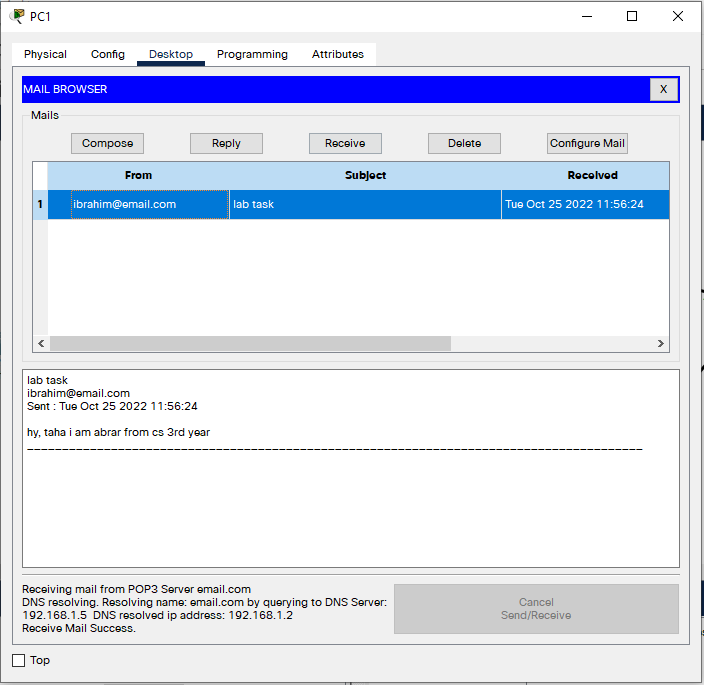 PC1
Physical Config Desktop Programming Attributes
MAIL BROWSER X
Mails
Compose Reply Receive Delete Configure Mail
From Subject Received
1 ibrahim@email.com lab task Tue Oct 25 2022 11:56:24
lab task
ibrahim@email.com
Sent : Tue Oct 25 2022 11:56:24
hy, taha i am abrar from cs 3rd year
Receiving mail from POP3 Server email.com
DNS resolving. Resolving name: email.com by querying to DNS Server:
192.168.1.5 DNS resolved ip address: 192.168.1.2
Receive Mail Success.
Cancel
Send/Receive
Top